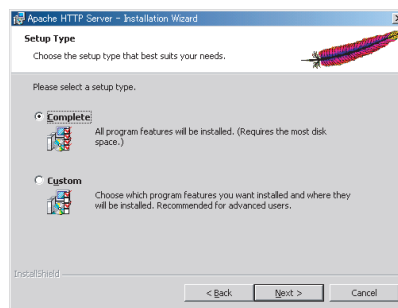 Apache HTTP Server - Installation Wizard
Setup Type
Choose the setup type that best suits your needs.
Please select a setup type.
Complete
All program features will be installed. (Requires the most disk
space.)
Custom
Choose which program features you want installed and where they
will be installed. Recommended for advanced users.
InstallShield
< Back
Next >
Cancel